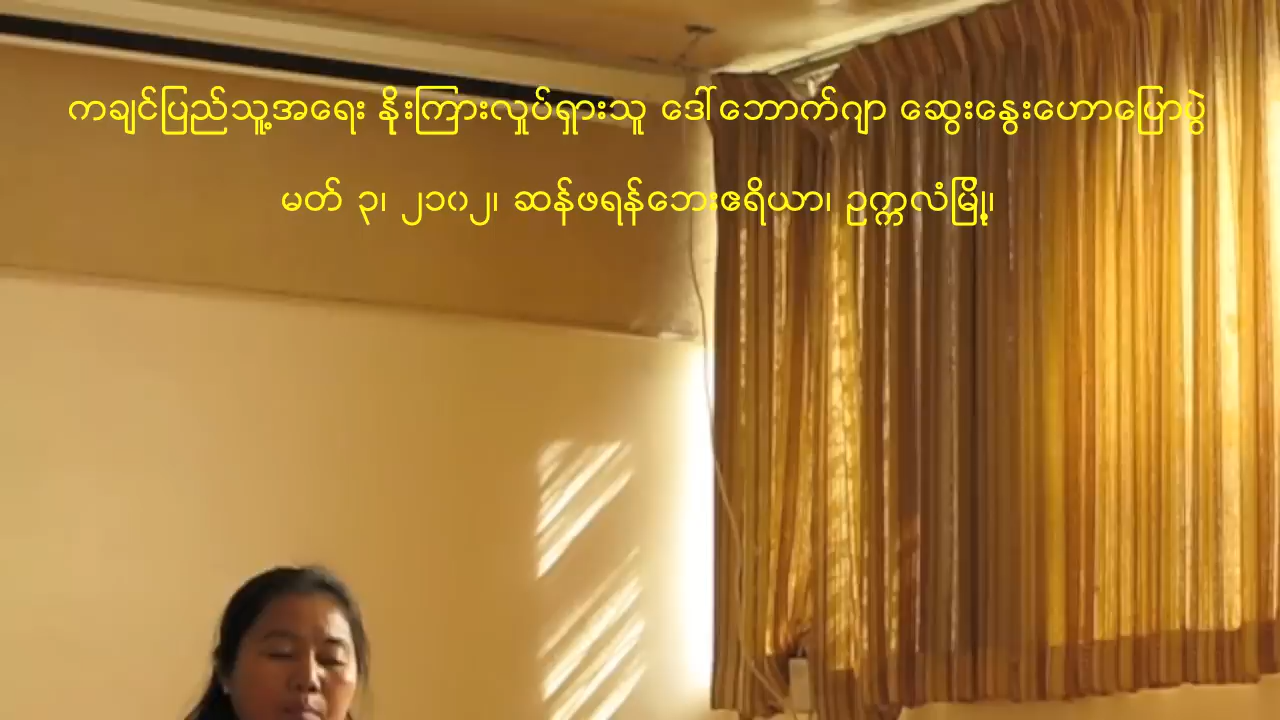 ကချင်ပြည်သူ့အရေး နိုးကြားလှုပ်ရှားသူ ဒေါ်ဘောက်ဂျာ ဆွေးနွေးဟောပြောပွဲ
မတ် ၃၊ ၂၁၀၂၊ ဆန်ဖရန်ဘေးဧရိယာ၊ ဥက္ကလံမြို့၊